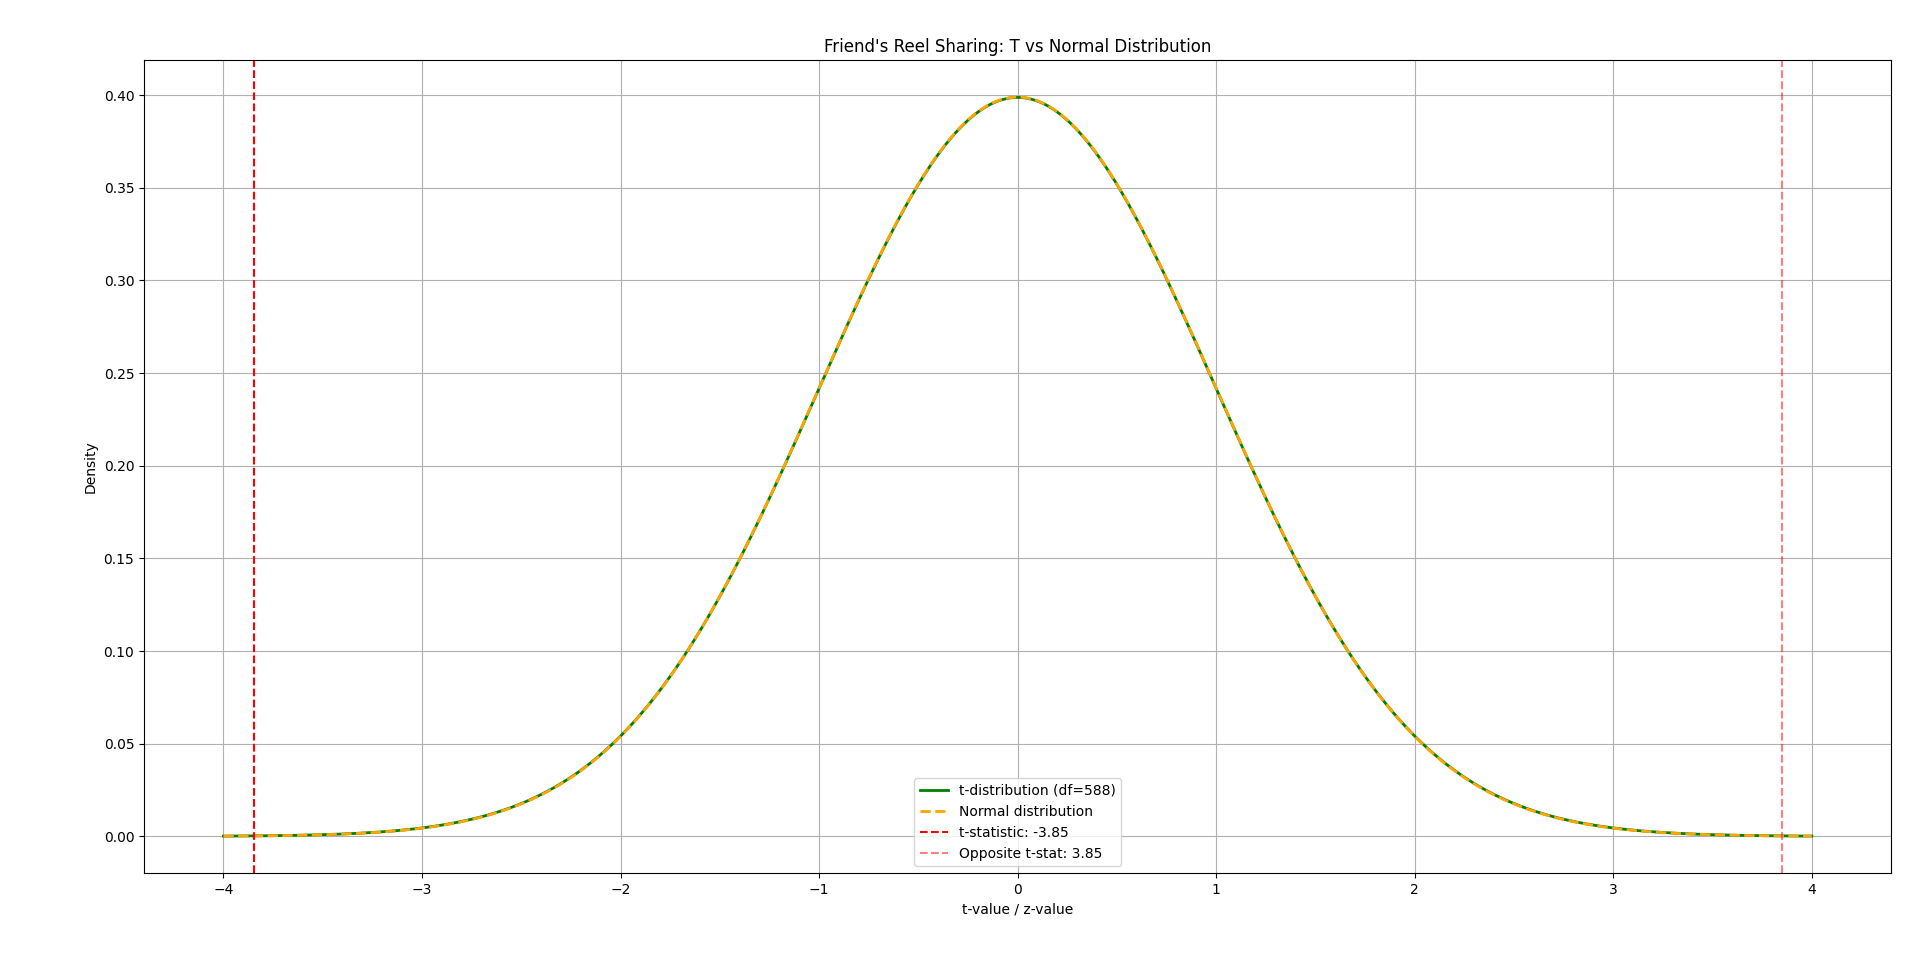 Friend's Reel Sharing: T vs Normal Distribution
Density
0.40
0.35
0.30
0.25
0.20
0.15
0.10
0.05
0.00
t-distribution (df=588)
Normal distribution
t-statistic: -3.85
Opposite t-stat: 3.85
−4 −3 −2 −1 0 1 2 3 4
t-value / z-value